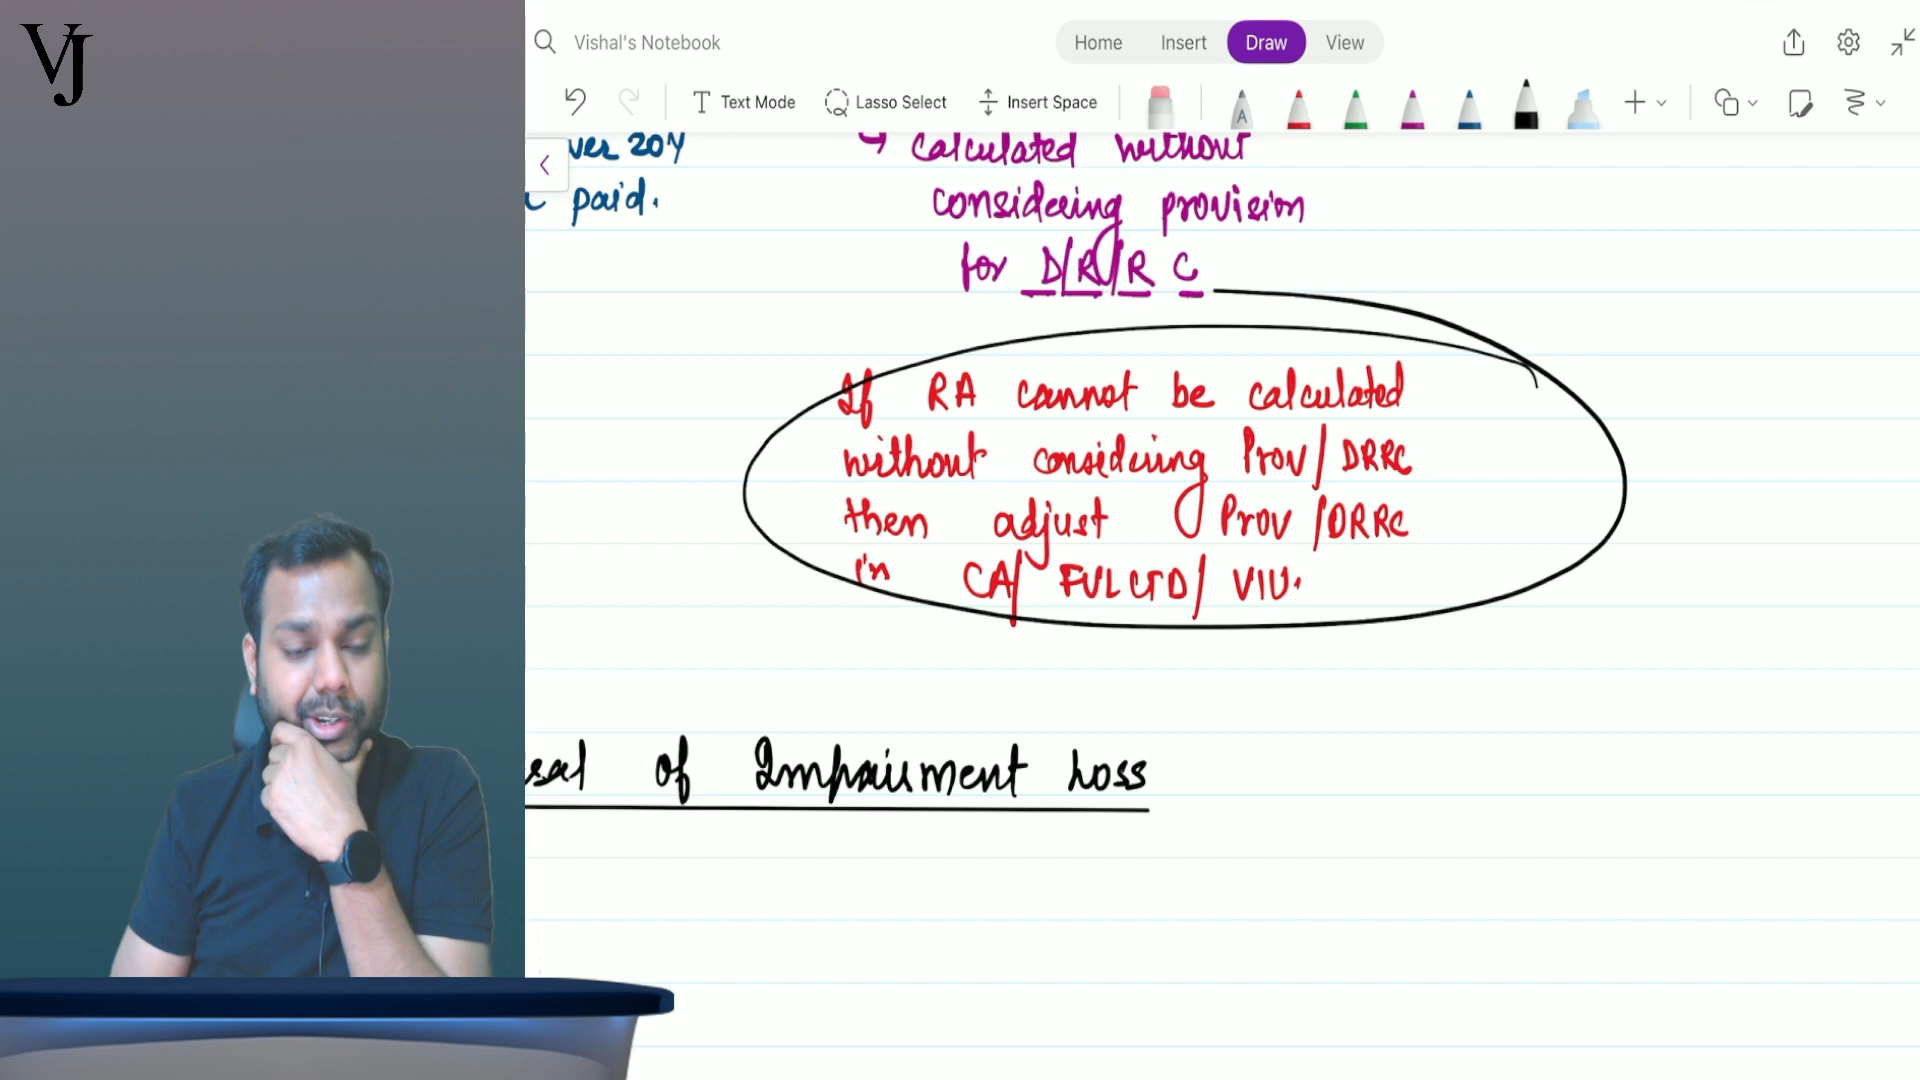 VJ
Vishal's Notebook
Home Insert Draw View
Text Mode Lasso Select Insert Space
A
ver 20Y
paid.
↳ Calculated without
considering provision
for D/R/R C
If RA cannot be calculated
without considering Prov/DRRC
then adjust Prov/DRRC
in CA/ FVLCTD/ VIU.
sal of Impairment Loss